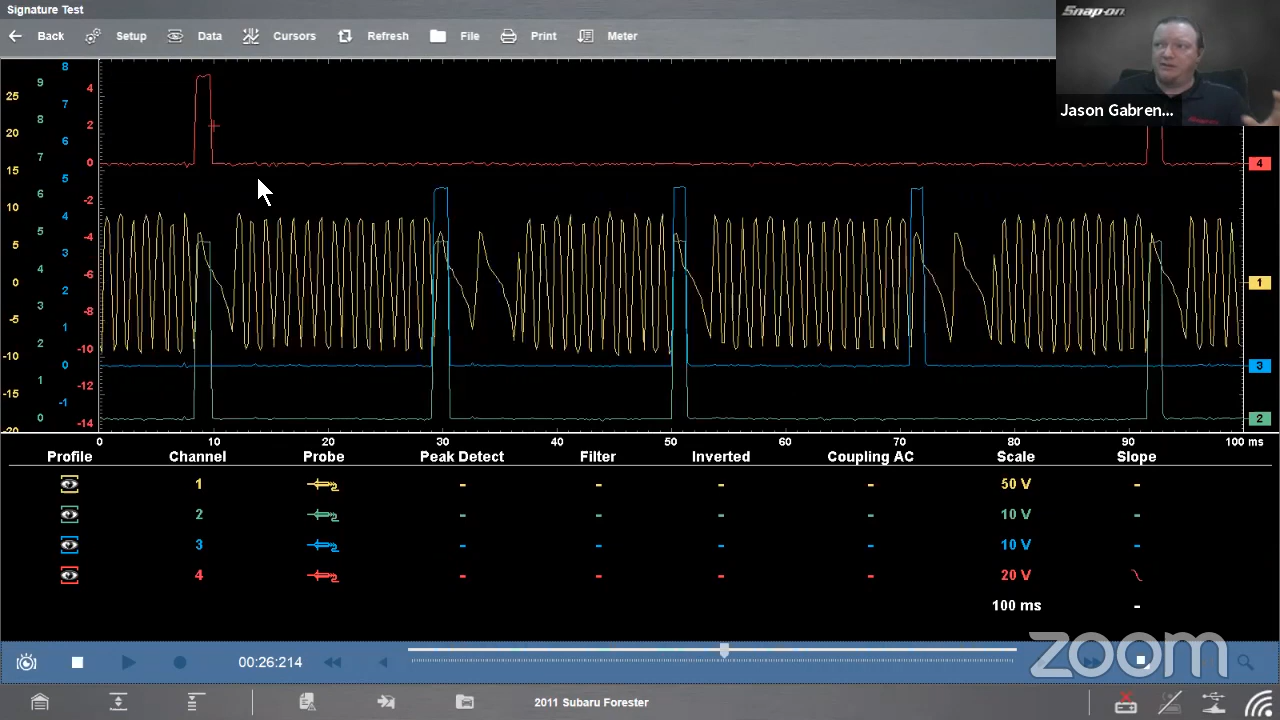 Signature Test
Snap-on
Back Setup Data Cursors Refresh File Print Meter
Jason Gabren...
25 20 15 10 5 0 -5 -10 -15 -20
9 8 7 6 5 4 3 2 1 0
8 7 6 5 4 3 2 1 0 -1
4 2 0 -2 -4 -6 -8 -10 -12 -14
4
1
3
2
0 10 20 30 40 50 60 70 80 90 100 ms
Profile Channel Probe Peak Detect Filter Inverted Coupling AC Scale Slope
1 - - - - 50 V -
2 - - - - 10 V -
3 - - - - 10 V -
4 - - - - 20 V
100 ms -
00:26:214
zoom
2011 Subaru Forester